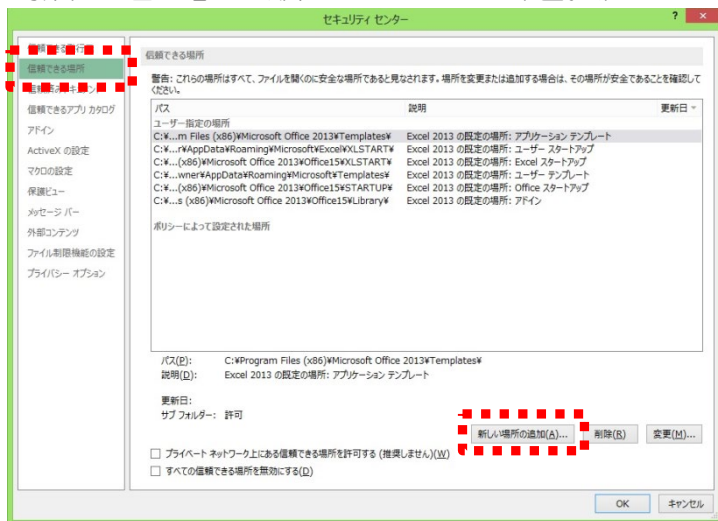 セキュリティ センター
? ×
信頼できる場所
信頼できるアプリ カタログ
アドイン
ActiveX の設定
マクロの設定
保護ビュー
メッセージ バー
外部コンテンツ
ファイル制限機能の設定
プライバシー オプション
信頼できる場所
警告: これらの場所はすべて、ファイルを開くのに安全な場所であると見なされます。場所を変更または追加する場合は、その場所が安全であることを確認して
ください。
パス 説明 更新日
ユーザー指定の場所
C:¥...m Files (x86)¥Microsoft Office 2013¥Templates¥ Excel 2013 の既定の場所: アプリケーション テンプレート
C:¥...r¥AppData¥Roaming¥Microsoft¥Excel¥XLSTART¥ Excel 2013 の既定の場所: ユーザー スタートアップ
C:¥...(x86)¥Microsoft Office 2013¥Office15¥XLSTART¥ Excel 2013 の既定の場所: Excel スタートアップ
C:¥...wner¥AppData¥Roaming¥Microsoft¥Templates¥ Excel 2013 の既定の場所: ユーザー テンプレート
C:¥...(x86)¥Microsoft Office 2013¥Office15¥STARTUP¥ Excel 2013 の既定の場所: Office スタートアップ
C:¥...s (x86)¥Microsoft Office 2013¥Office15¥Library¥ Excel 2013 の既定の場所: アドイン
ポリシーによって設定された場所
パス(P): C:¥Program Files (x86)¥Microsoft Office 2013¥Templates¥
説明(D): Excel 2013 の既定の場所: アプリケーション テンプレート
更新日:
サブ フォルダー: 許可
新しい場所の追加(A)... 削除(R) 変更(M)...
プライベート ネットワーク上にある信頼できる場所を許可する (推奨しません)(W)
すべての信頼できる場所を無効にする(D)
OK キャンセル